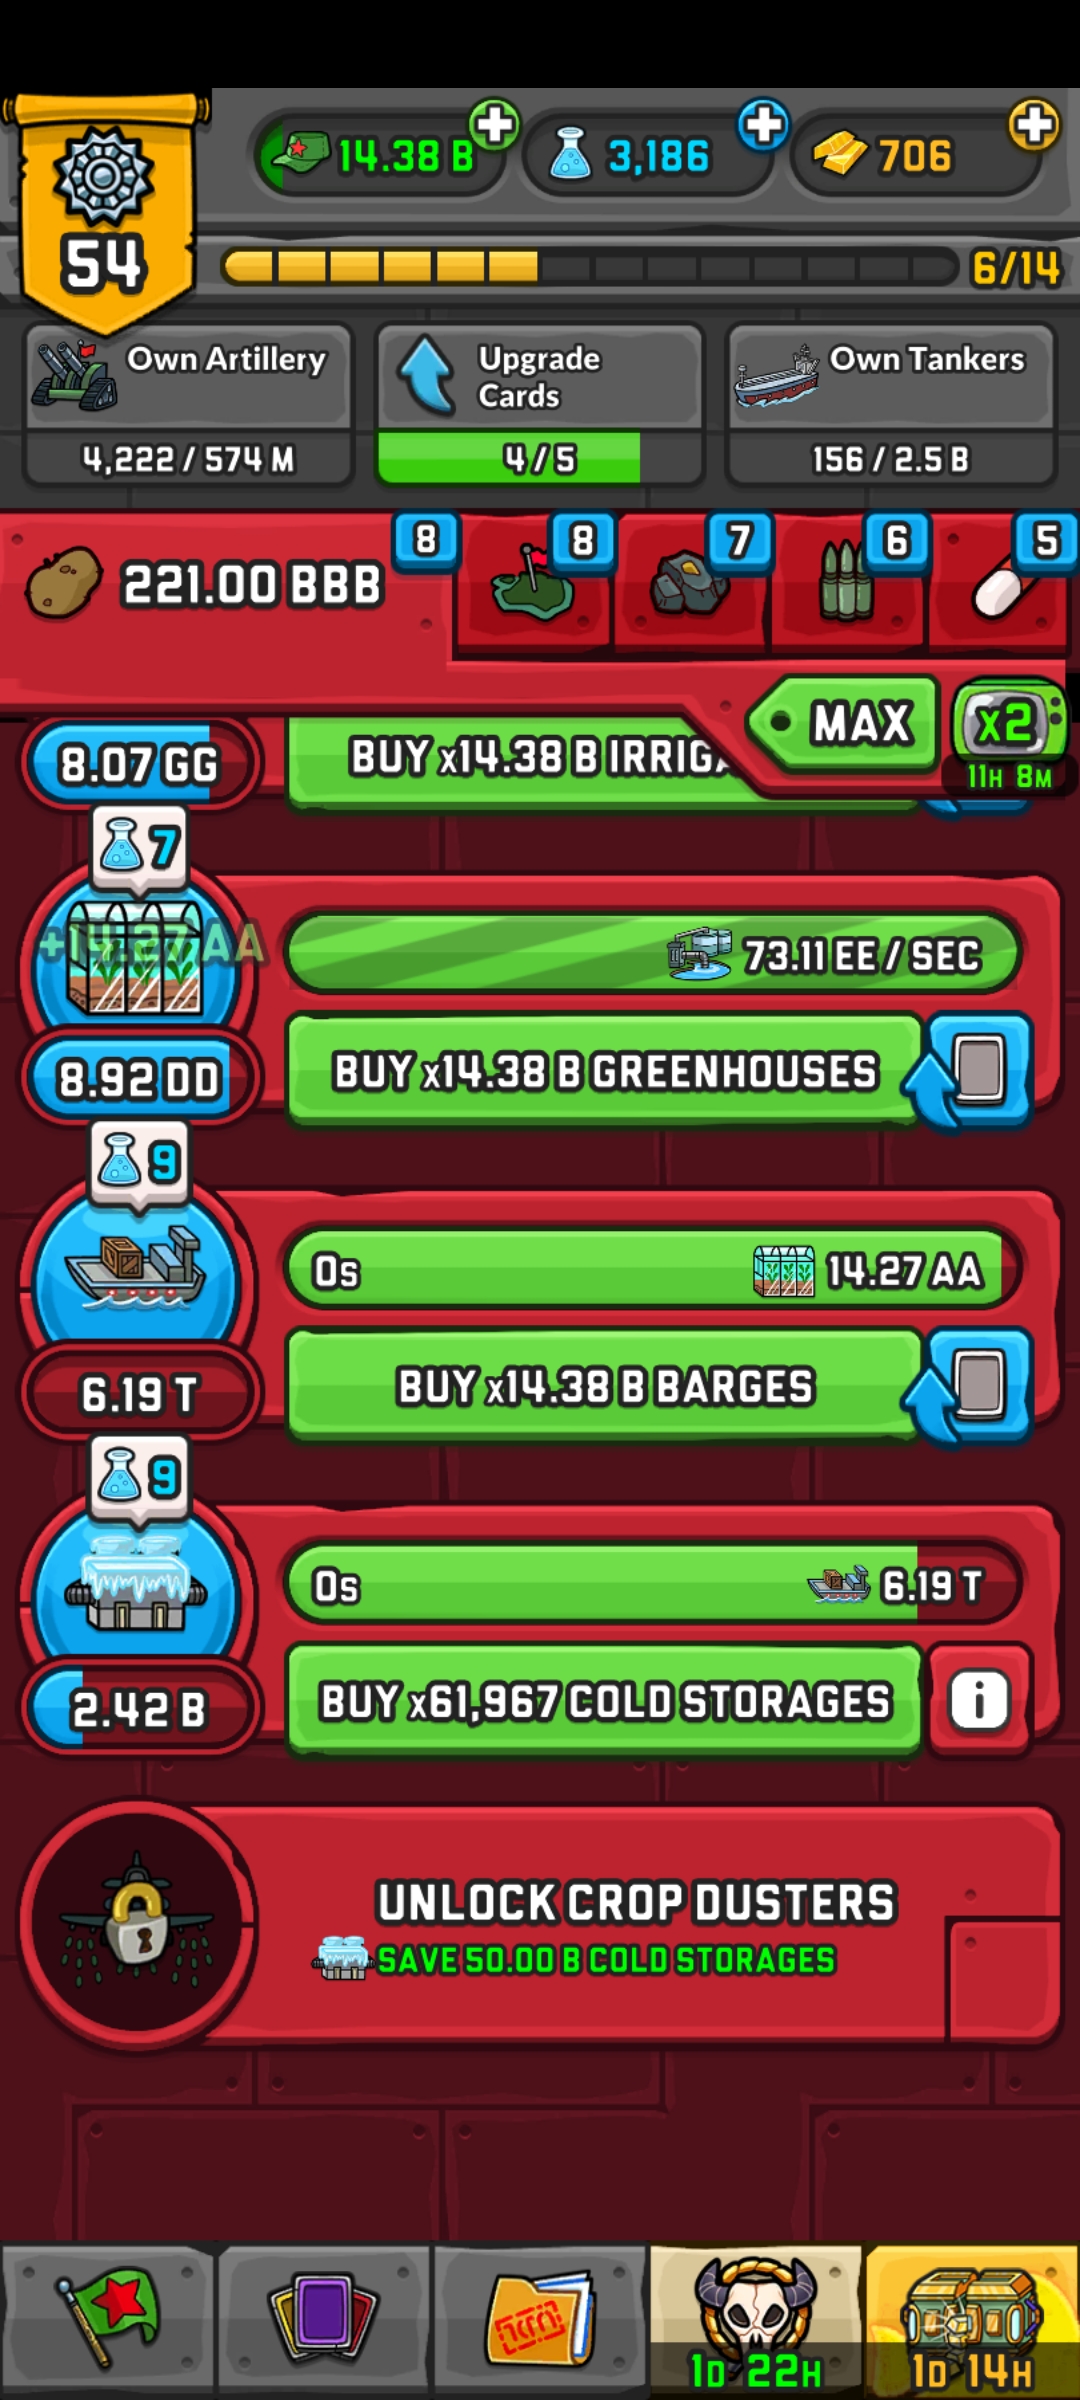 14.38 B
3,186
706
54
6/14
Own Artillery
4,222 / 574 M
Upgrade
Cards
4 / 5
Own Tankers
156 / 2.5 B
221.00 BBB
8
8
7
6
5
MAX
x2
11H 8M
8.07 GG
BUY x14.38 B IRRIGA
7
+14.27 AA
73.11 EE / SEC
8.92 DD
BUY x14.38 B GREENHOUSES
9
0s
14.27 AA
6.19 T
BUY x14.38 B BARGES
9
0s
6.19 T
2.42 B
BUY x61,967 COLD STORAGES
i
UNLOCK CROP DUSTERS
SAVE 50.00 B COLD STORAGES
1D 22H
1D 14H